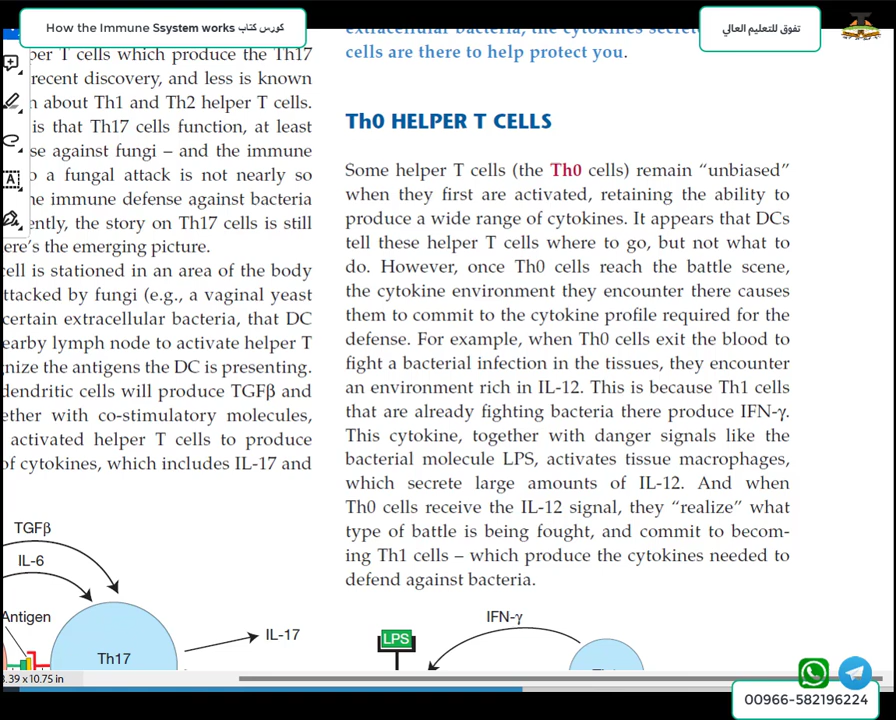 How the Immune Ssystem works كورس كتاب
تفوق للتعليم العالي
per T cells which produce the Th17
recent discovery, and less is known
about Th1 and Th2 helper T cells.
is that Th17 cells function, at least
se against fungi – and the immune
a fungal attack is not nearly so
he immune defense against bacteria
ently, the story on Th17 cells is still
ere's the emerging picture.
cell is stationed in an area of the body
ttacked by fungi (e.g., a vaginal yeast
certain extracellular bacteria, that DC
earby lymph node to activate helper T
nize the antigens the DC is presenting.
dendritic cells will produce TGFβ and
ether with co-stimulatory molecules,
activated helper T cells to produce
of cytokines, which includes IL-17 and
TGFβ
IL-6
Antigen
Th17
IL-17
extracellular bacteria, the cytokines
cells are there to help protect you.
Th0 HELPER T CELLS
Some helper T cells (the Th0 cells) remain “unbiased”
when they first are activated, retaining the ability to
produce a wide range of cytokines. It appears that DCs
tell these helper T cells where to go, but not what to
do. However, once Th0 cells reach the battle scene,
the cytokine environment they encounter there causes
them to commit to the cytokine profile required for the
defense. For example, when Th0 cells exit the blood to
fight a bacterial infection in the tissues, they encounter
an environment rich in IL-12. This is because Th1 cells
that are already fighting bacteria there produce IFN-γ.
This cytokine, together with danger signals like the
bacterial molecule LPS, activates tissue macrophages,
which secrete large amounts of IL-12. And when
Th0 cells receive the IL-12 signal, they “realize” what
type of battle is being fought, and commit to becom-
ing Th1 cells – which produce the cytokines needed to
defend against bacteria.
IFN-γ
LPS
8.39 x 10.75 in
00966-582196224